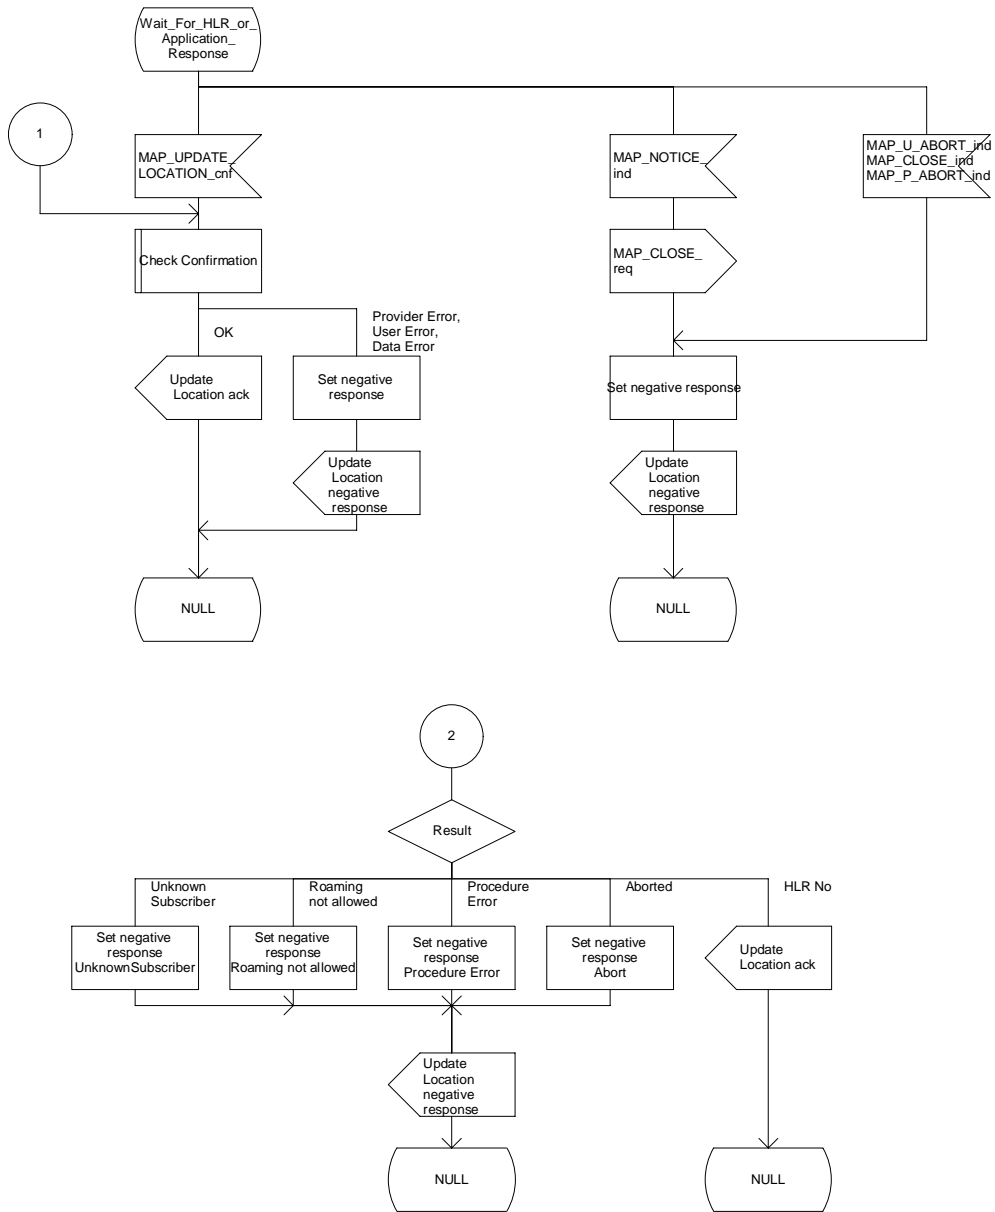 Wait_For_HLR_or_
Application_
Response
1
MAP_UPDATE_
LOCATION_cnf
MAP_NOTICE_
ind
MAP_U_ABORT_ind
MAP_CLOSE_ind
MAP_P_ABORT_ind
Check Confirmation
MAP_CLOSE_
req
OK
Provider Error,
User Error,
Data Error
Update
Location ack
Set negative
response
Set negative response
Update
Location
negative
response
Update
Location
negative
response
NULL
NULL
2
Result
Unknown
Subscriber
Roaming
not allowed
Procedure
Error
Aborted
HLR No
Set negative
response
UnknownSubscriber
Set negative
response
Roaming not allowed
Set negative
response
Procedure Error
Set negative
response
Abort
Update
Location ack
Update
Location
negative
response
NULL
NULL